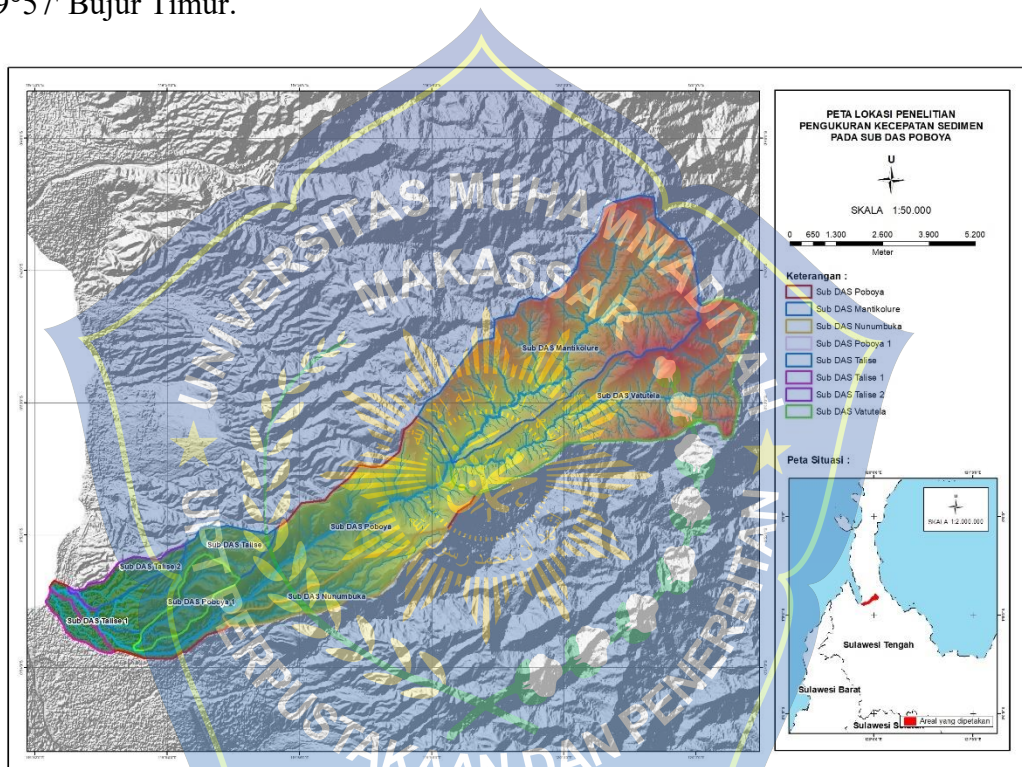 Bujur Timur.
PETA LOKASI PENELITIAN
PENGUKURAN KECEPATAN SEDIMEN
PADA SUB DAS POBOYA
U
SKALA 1:50.000
0 650 1.300 2.600 3.900 5.200
Meter
Keterangan :
Sub DAS Poboya
Sub DAS Mantikolure
Sub DAS Nunumbuka
Sub DAS Poboya 1
Sub DAS Talise
Sub DAS Talise 1
Sub DAS Talise 2
Sub DAS Vatutela
Peta Situasi :
SKALA 1:2.000.000
Sulawesi Tengah
Sulawesi Barat
Sulawesi Selatan
Areal yang dipetakan
Sub DAS Mantikolure
Sub DAS Vatutela
Sub DAS Poboya
Sub DAS Talise
Sub DAS Talise 2
Sub DAS Poboya 1
Sub DAS Nunumbuka
Sub DAS Talise 1
UNIVERSITAS MUHAMMADIYAH
MAKASSAR
PERPUSTAKAAN DAN PENERBITAN